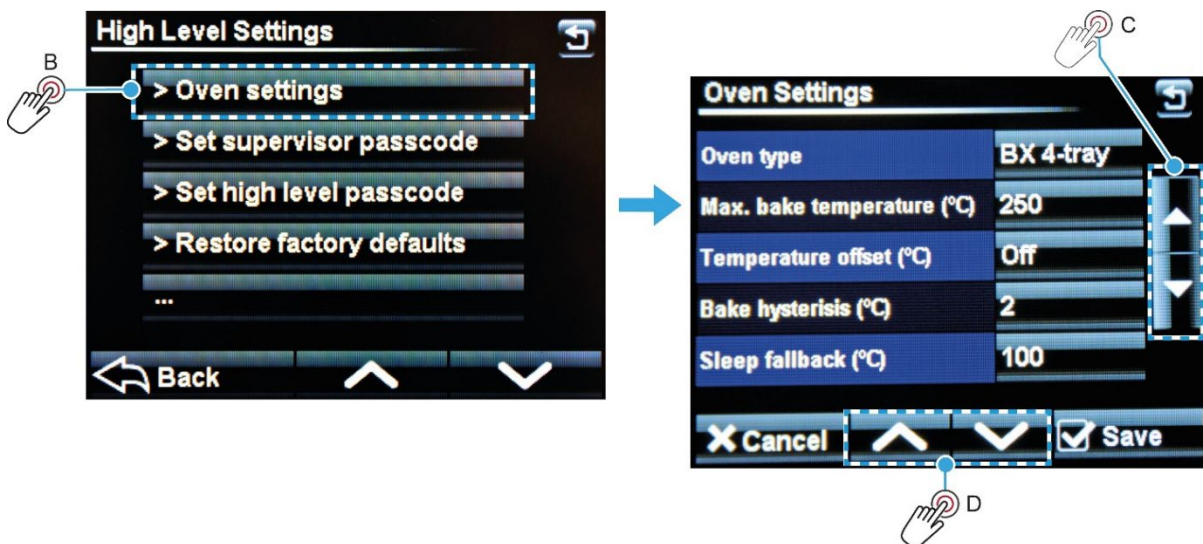 B
High Level Settings
> Oven settings
> Set supervisor passcode
> Set high level passcode
> Restore factory defaults
...
Back
C
Oven Settings
Oven type BX 4-tray
Max. bake temperature (°C) 250
Temperature offset (°C) Off
Bake hysterisis (°C) 2
Sleep fallback (°C) 100
Cancel Save
D